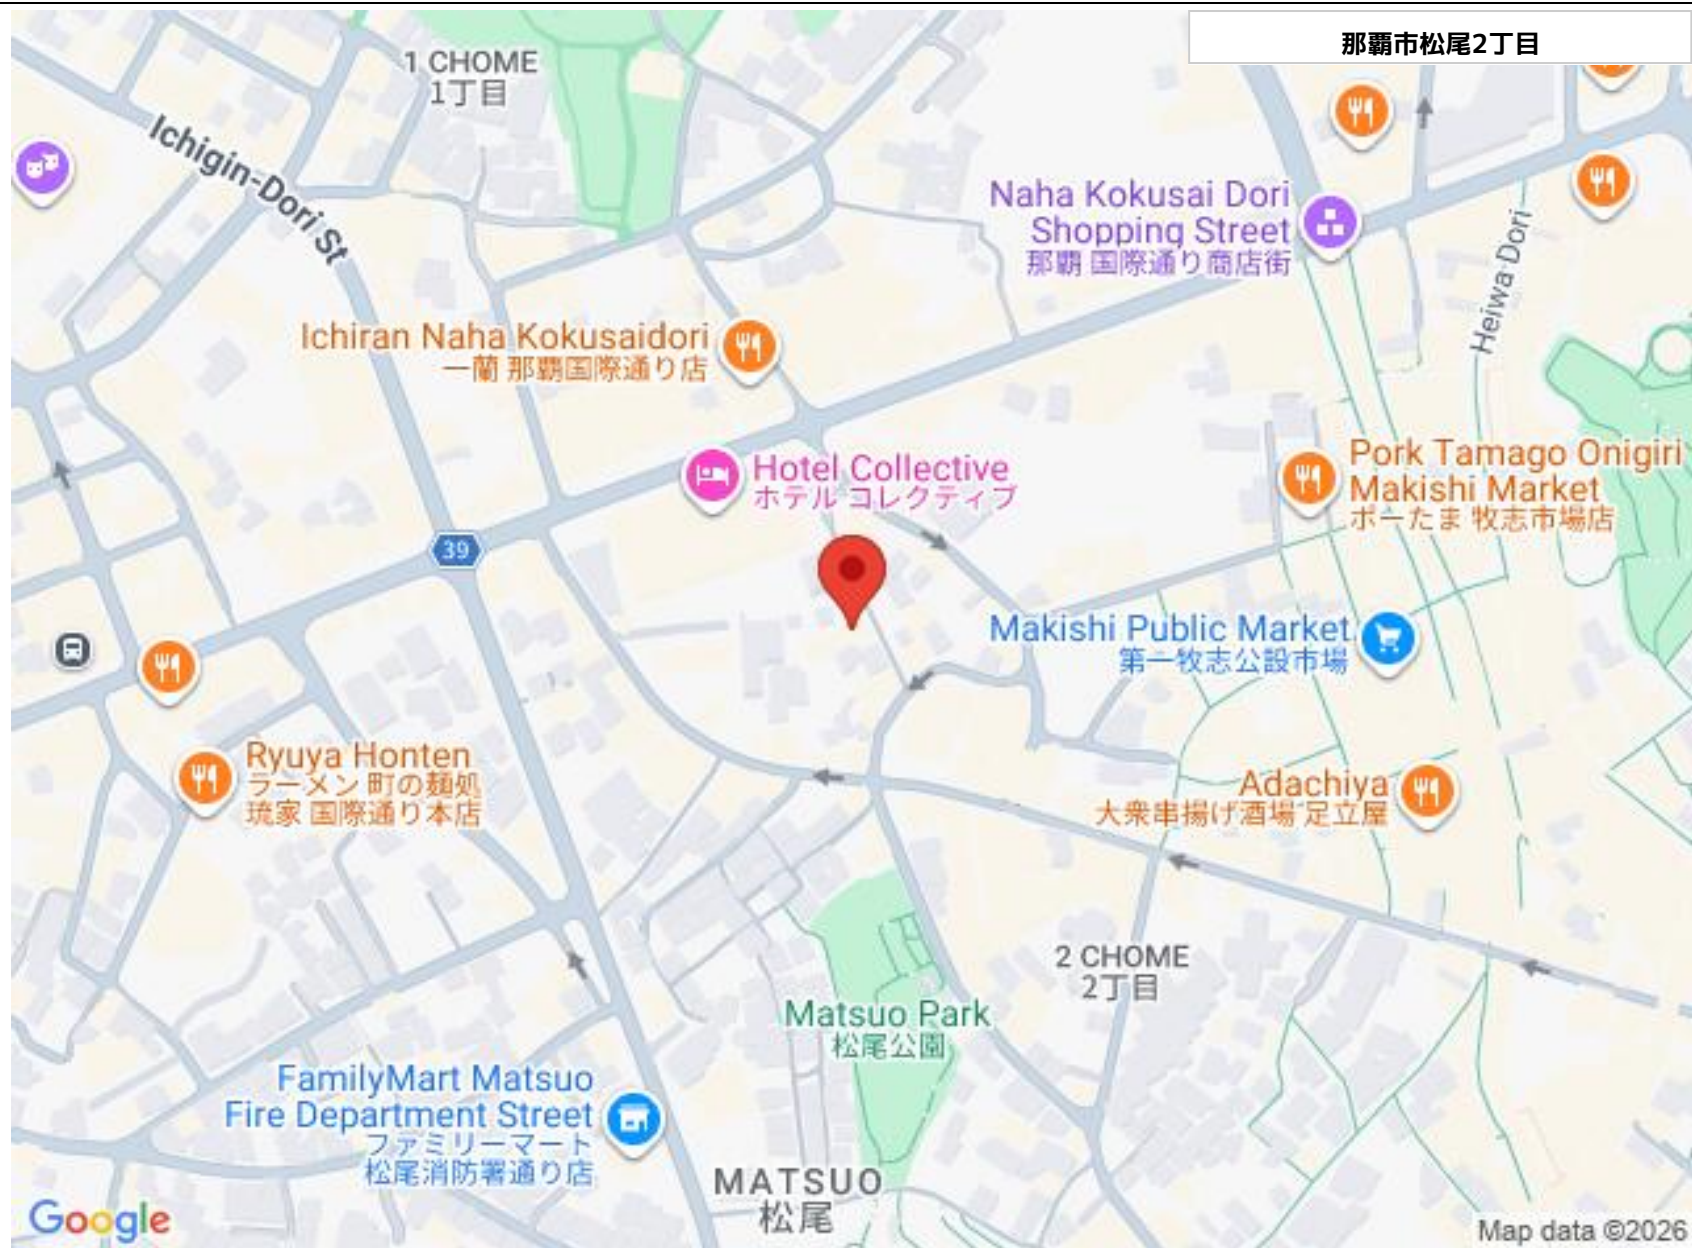 那覇市松尾2丁目
1 CHOME
1丁目
Ichigin-Dori St
Naha Kokusai Dori
Shopping Street
那覇 国際通り商店街
Heiwa Dori
Ichiran Naha Kokusaidori
一蘭 那覇国際通り店
Hotel Collective
ホテル コレクティブ
Pork Tamago Onigiri
Makishi Market
ポーたま 牧志市場店
39
Makishi Public Market
第一牧志公設市場
Ryuya Honten
ラーメン 町の麺処
琉家 国際通り本店
Adachiya
大衆串揚げ酒場 足立屋
2 CHOME
2丁目
Matsuo Park
松尾公園
FamilyMart Matsuo
Fire Department Street
ファミリーマート
松尾消防署通り店
MATSUO
松尾
Google
Map data ©2026